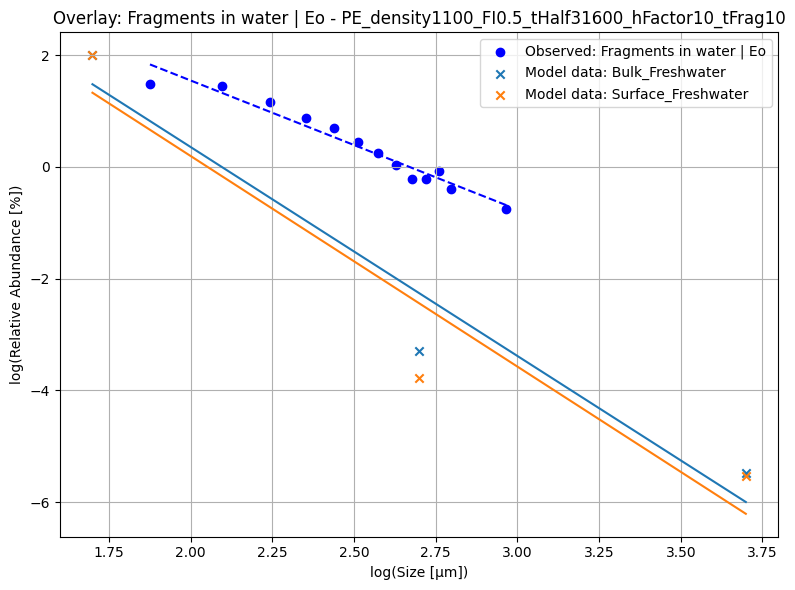 Overlay: Fragments in water | Eo - PE_density1100_FI0.5_tHalf31600_hFactor10_tFrag10
Observed: Fragments in water | Eo
Model data: Bulk_Freshwater
Model data: Surface_Freshwater
log(Relative Abundance [%])
2
0
−2
−4
−6
1.75 2.00 2.25 2.50 2.75 3.00 3.25 3.50 3.75
log(Size [μm])